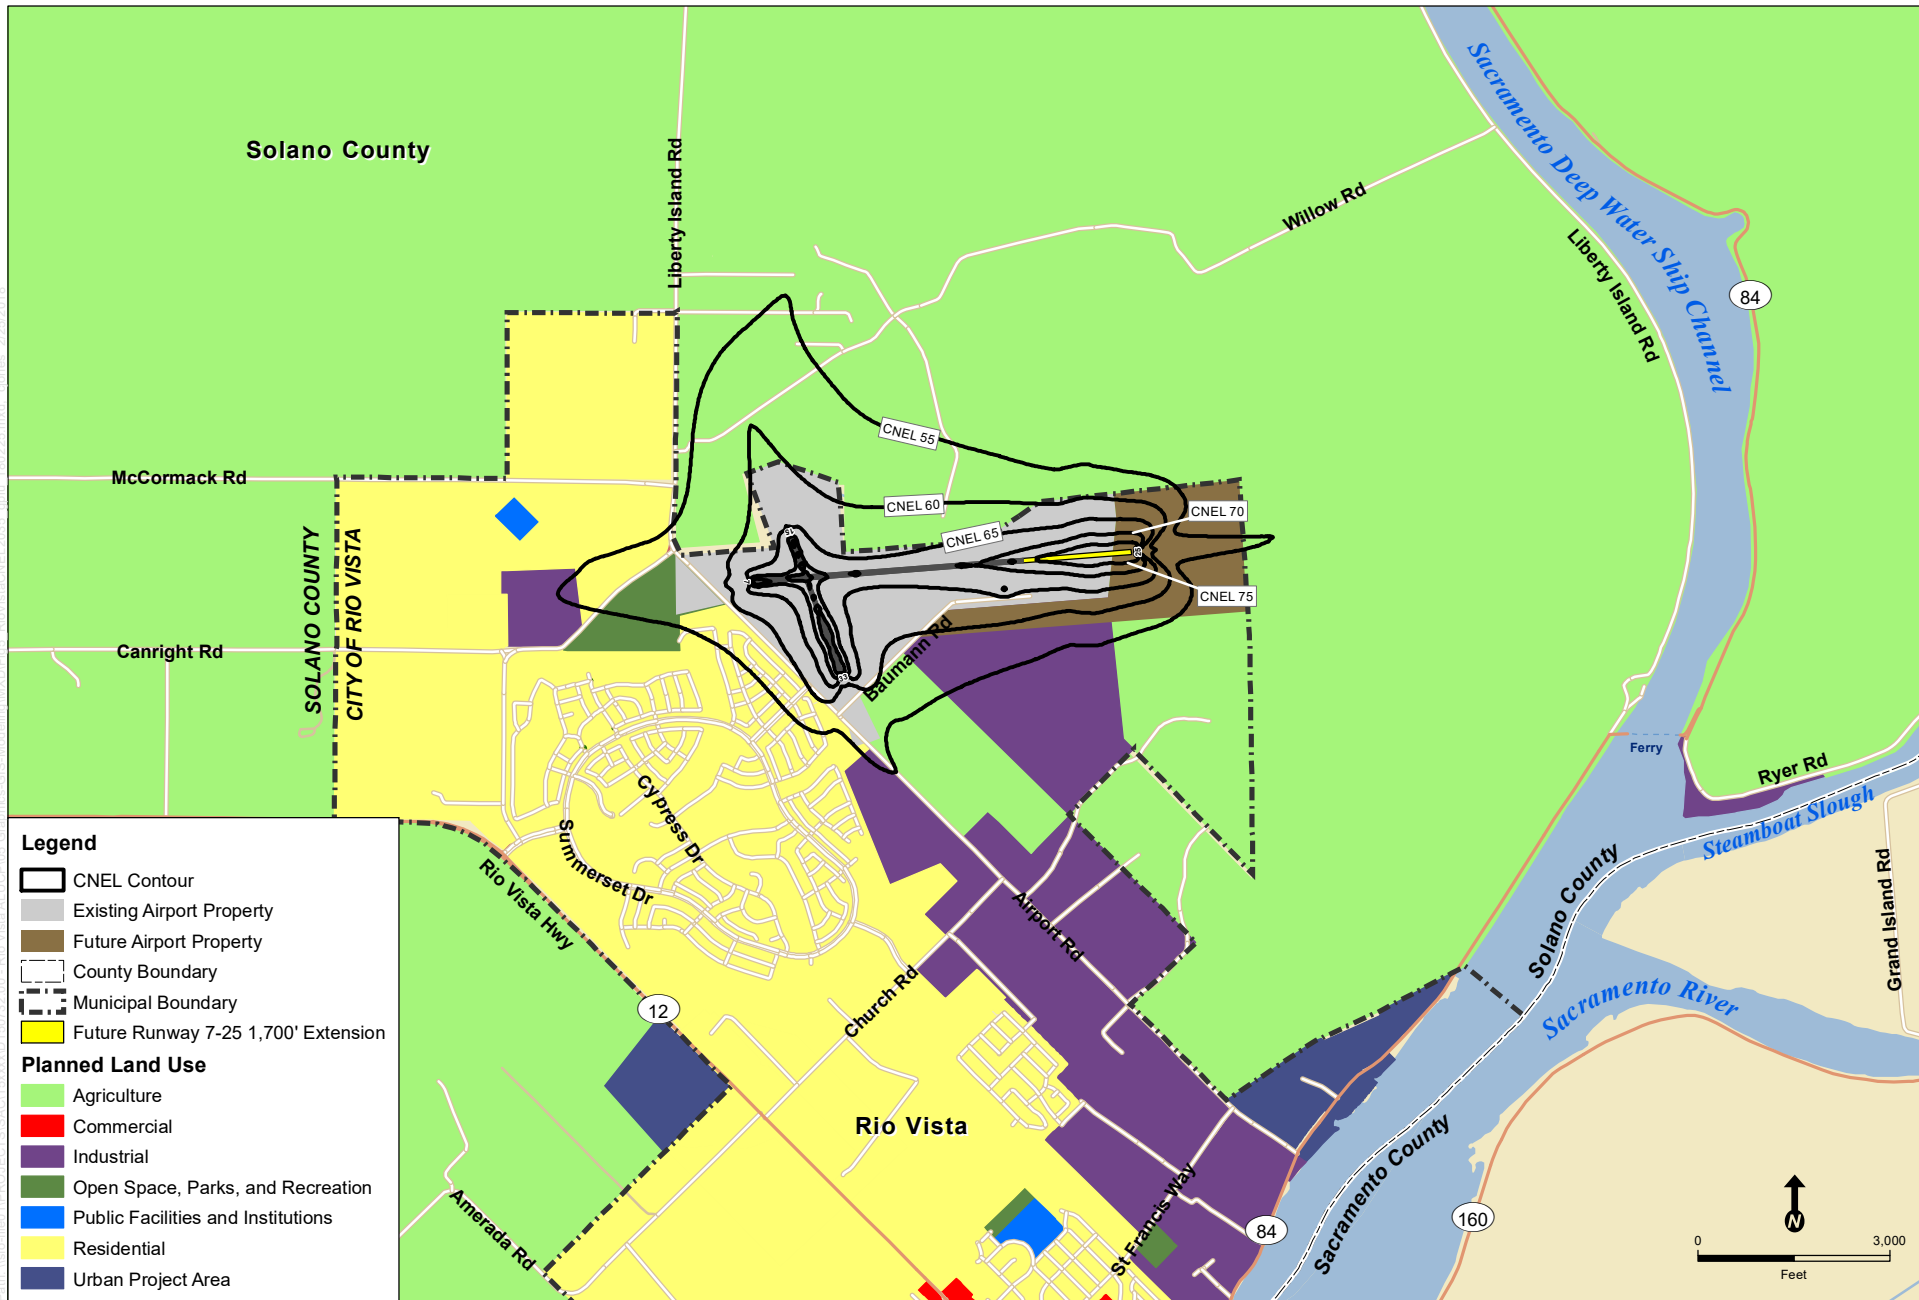 Solano County
Liberty Island Rd
Willow Rd
Sacramento Deep Water Ship Channel
Liberty Island Rd
84
McCormack Rd
CNEL 55
CNEL 60
CNEL 65
CNEL 70
CNEL 75
15
7
25
33
SOLANO COUNTY
CITY OF RIO VISTA
Canright Rd
Baumann Rd
Ferry
Ryer Rd
Steamboat Slough
Cypress Dr
Summerset Dr
Rio Vista Hwy
Airport Rd
Church Rd
12
Solano County
Grand Island Rd
Sacramento River
Sacramento County
Rio Vista
St Francis Way
84
160
Amerada Rd
Legend
CNEL Contour
Existing Airport Property
Future Airport Property
County Boundary
Municipal Boundary
Future Runway 7-25 1,700' Extension
Planned Land Use
Agriculture
Commercial
Industrial
Open Space, Parks, and Recreation
Public Facilities and Institutions
Residential
Urban Project Area
N
0 3,000
Feet